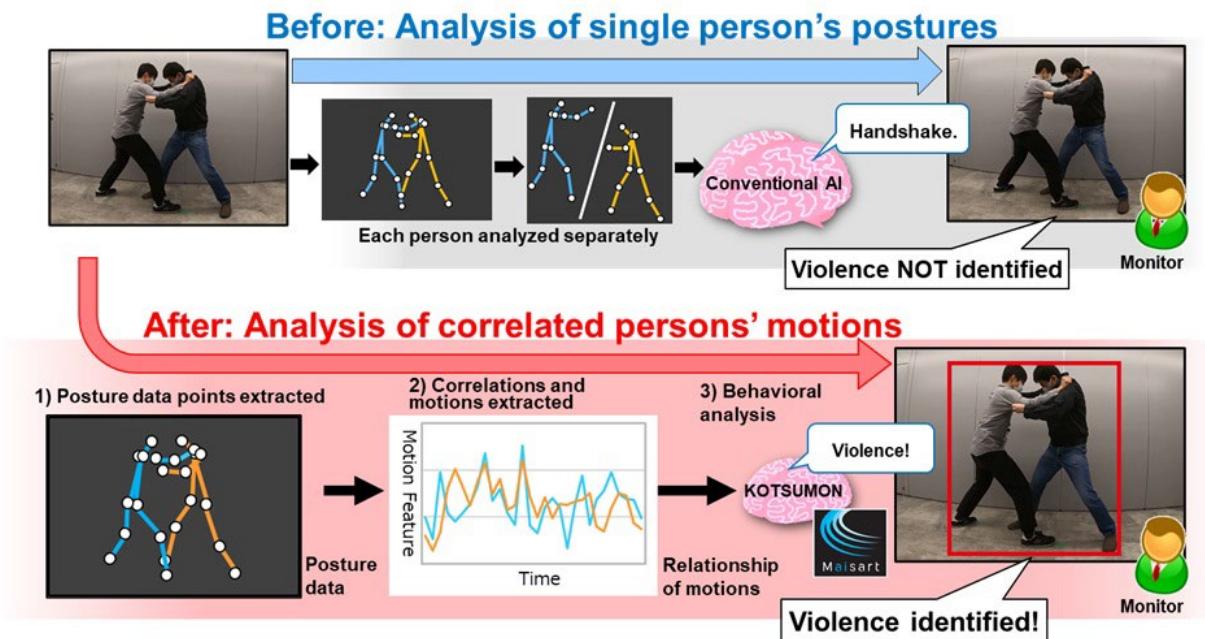 Before: Analysis of single person's postures
Handshake.
Conventional AI
Each person analyzed separately
Violence NOT identified
Monitor
After: Analysis of correlated persons' motions
1) Posture data points extracted
2) Correlations and
motions extracted
3) Behavioral
analysis
Motion Feature
Time
Violence!
KOTSUMON
Maisart
Posture
data
Relationship
of motions
Violence identified!
Monitor